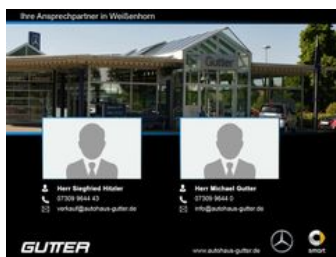 Ihre Ansprechpartner in Weißenhorn
Gutter
Herr Siegfried Hitzler
07309 9644 43
verkauf@autohaus-gutter.de
Herr Michael Gutter
07309 9644 0
info@autohaus-gutter.de
GUTTER
www.autohaus-gutter.de
smart